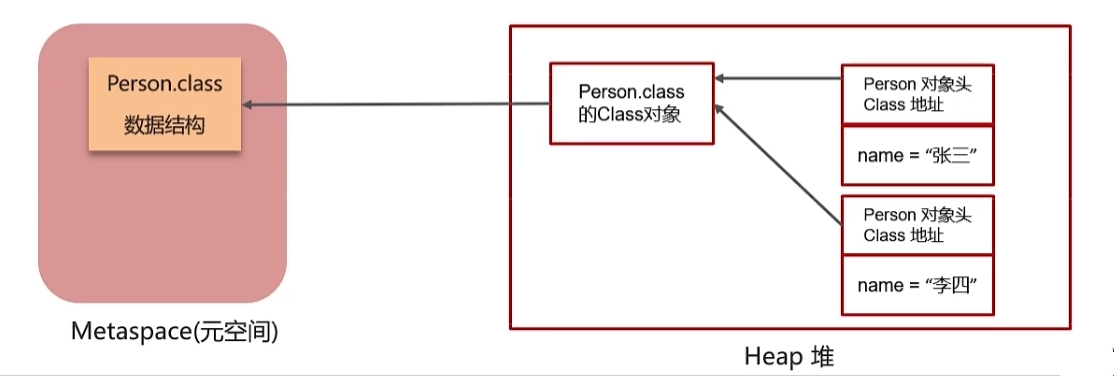 Person.class
数据结构
Metaspace(元空间)
Person.class
的Class对象
Person 对象头
Class 地址
name = “张三”
Person 对象头
Class 地址
name = “李四”
Heap 堆